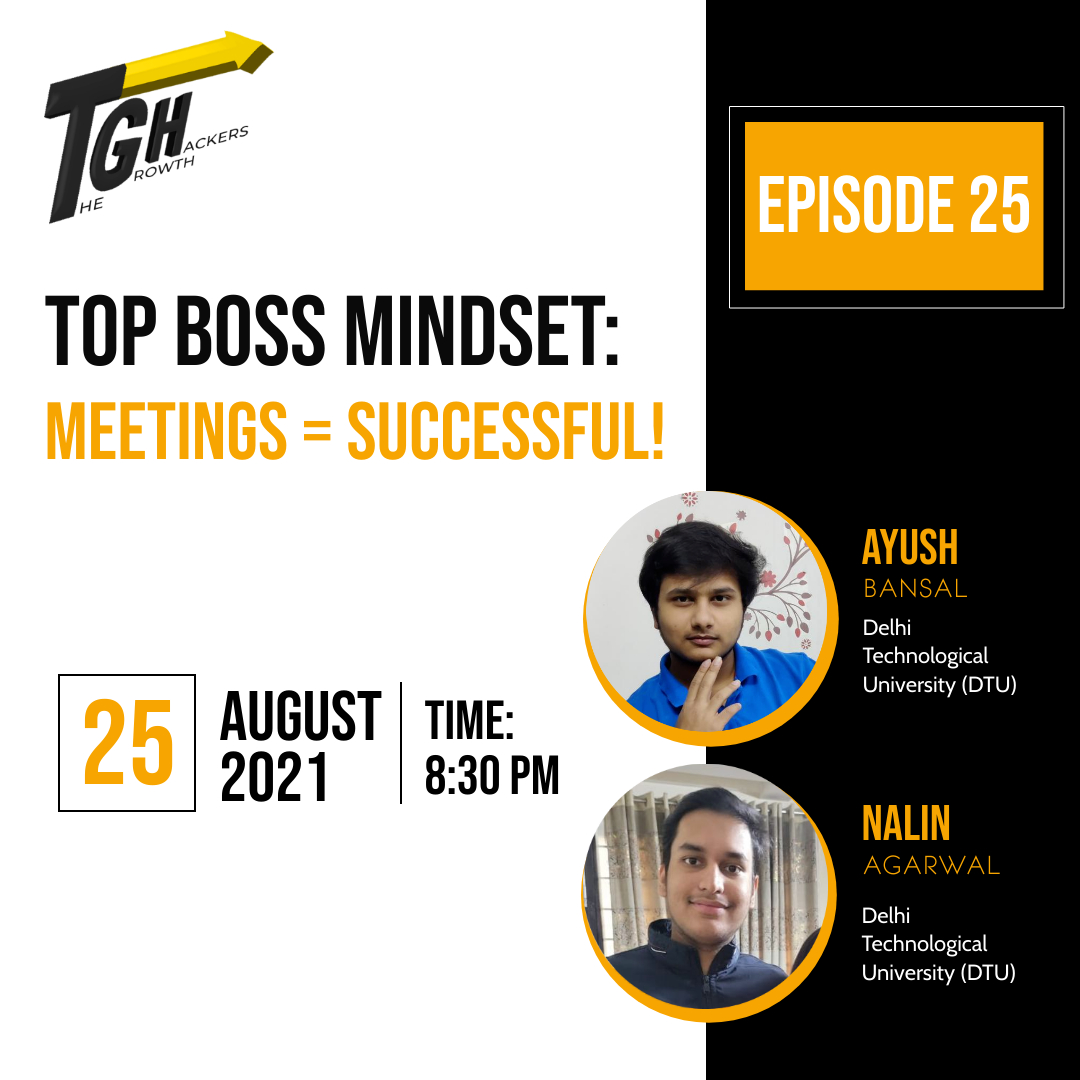 THE
GROWTH
HACKERS
EPISODE 25
TOP BOSS MINDSET:
MEETINGS = SUCCESSFUL!
25
AUGUST
2021
TIME:
8:30 PM
AYUSH
BANSAL
Delhi
Technological
University (DTU)
NALIN
AGARWAL
Delhi
Technological
University (DTU)